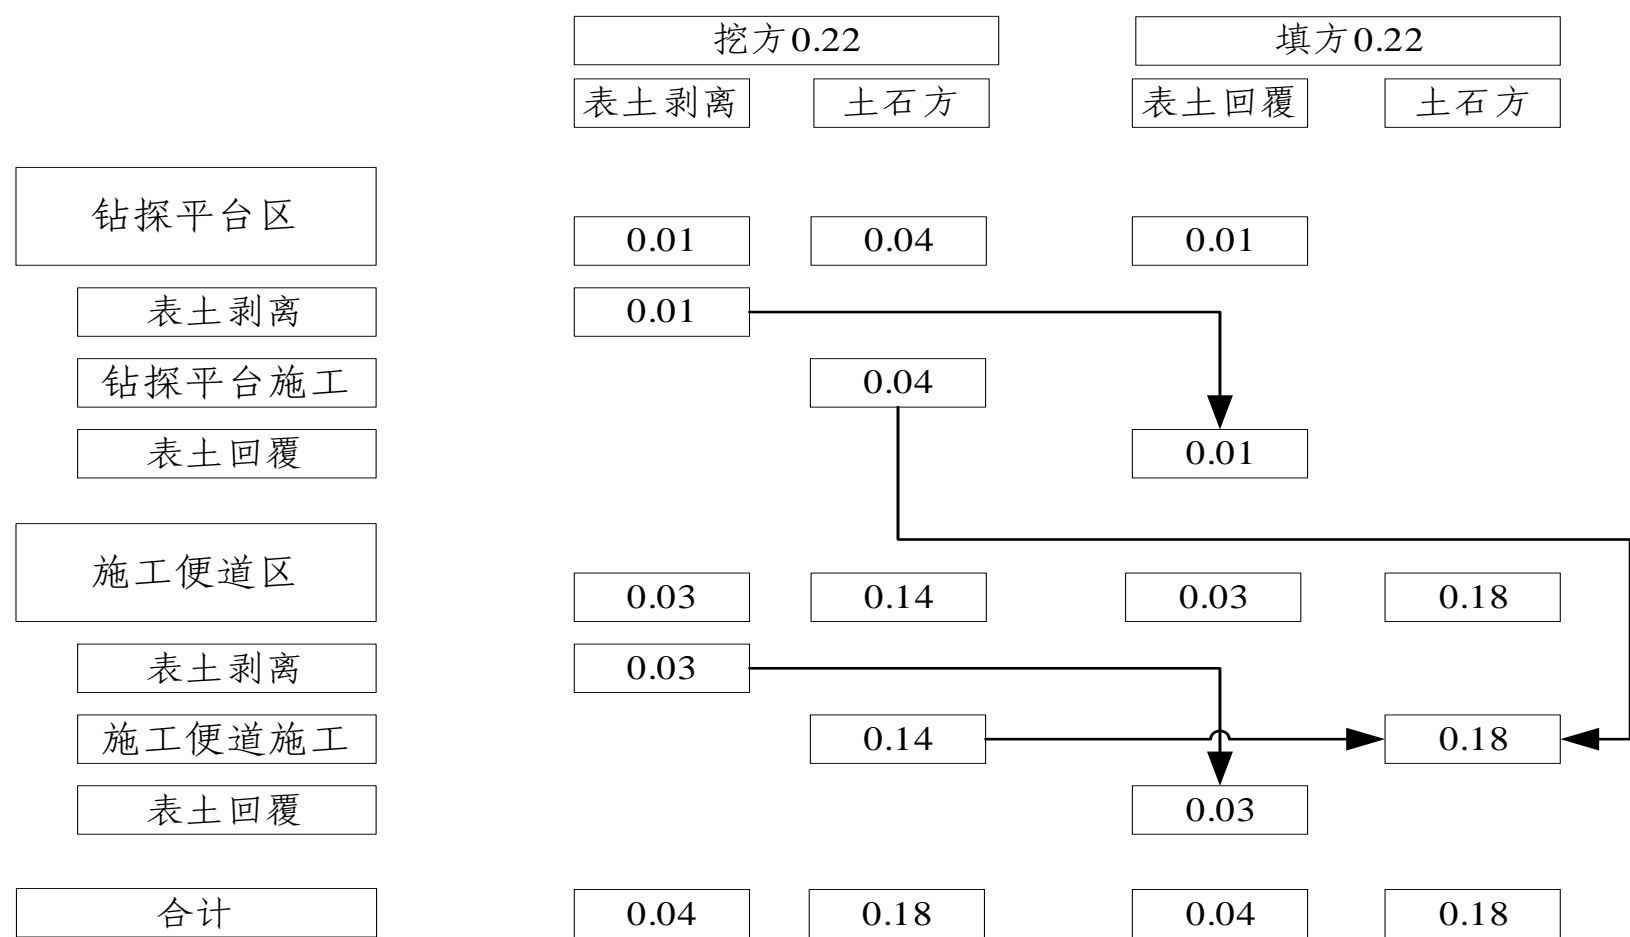 挖方0.22 填方0.22
表土剥离 土石方 表土回覆 土石方
钻探平台区
0.01 0.04 0.01
表土剥离 0.01
钻探平台施工 0.04
表土回覆 0.01
施工便道区
0.03 0.14 0.03 0.18
表土剥离 0.03
施工便道施工 0.14 0.18
表土回覆 0.03
合计 0.04 0.18 0.04 0.18